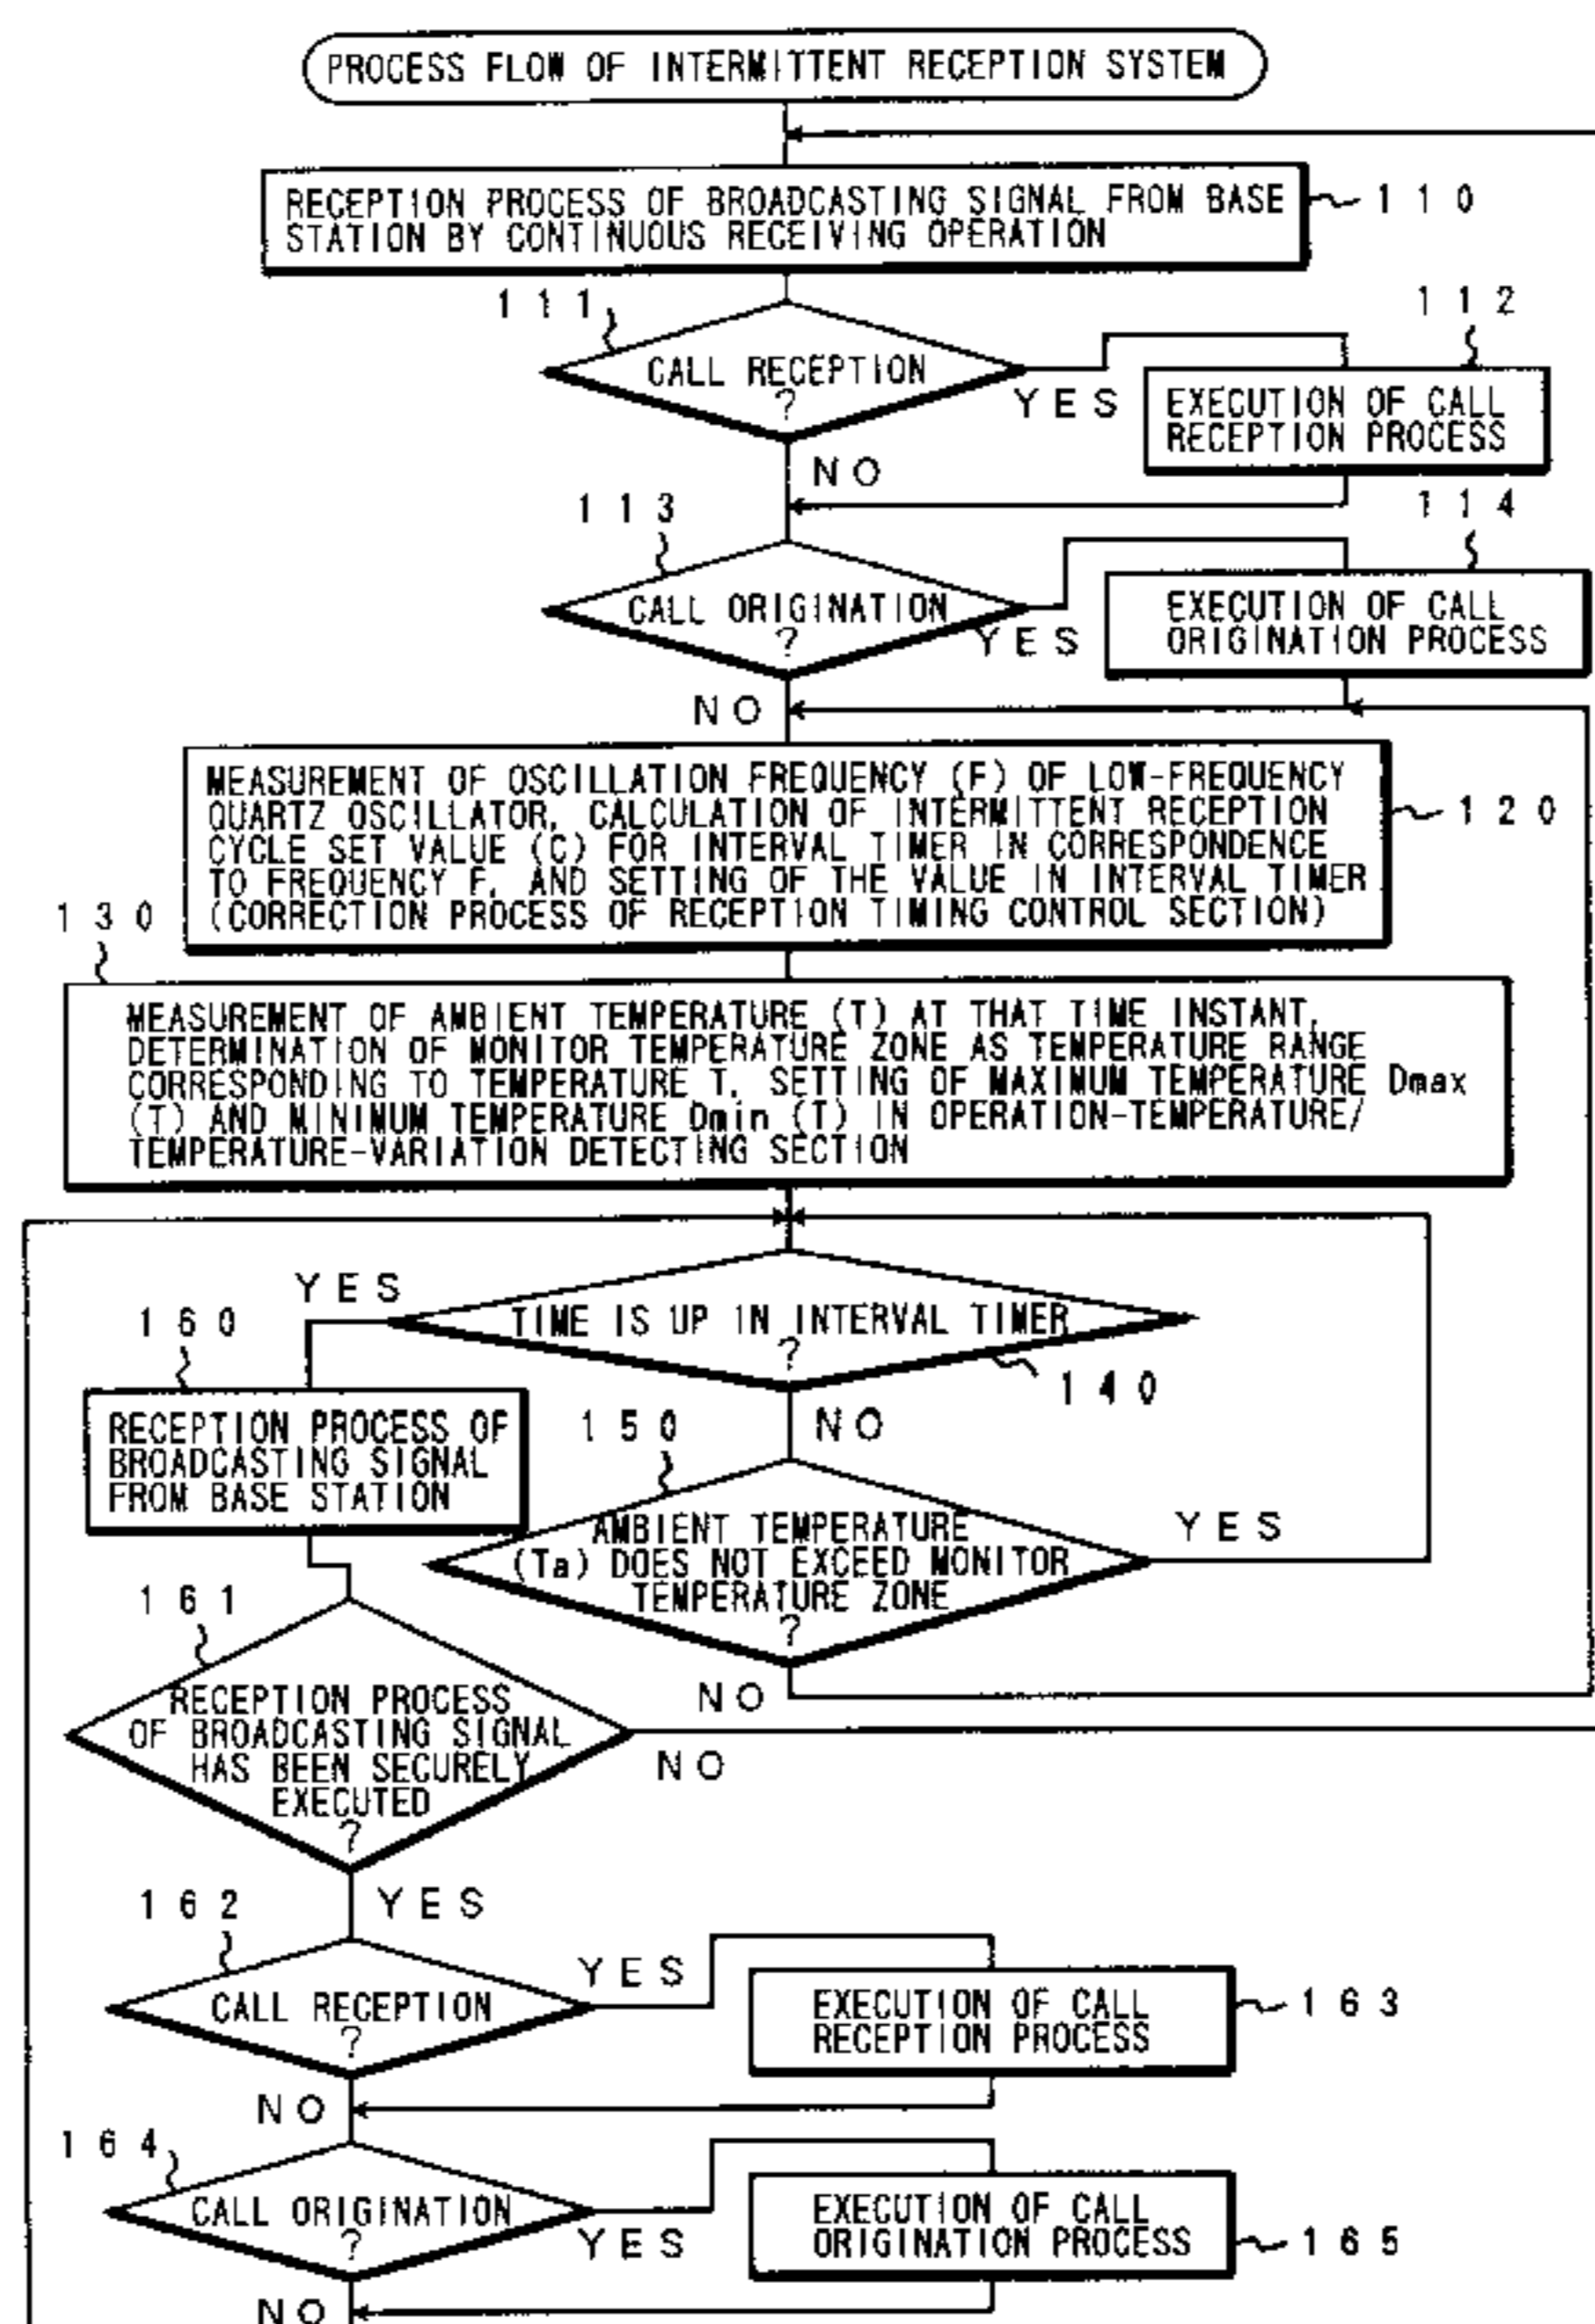 PROCESS FLOW OF INTERMITTENT RECEPTION SYSTEM
RECEPTION PROCESS OF BROADCASTING SIGNAL FROM BASE
STATION BY CONTINUOUS RECEIVING OPERATION
110
111
CALL RECEPTION
?
YES
112
EXECUTION OF CALL
RECEPTION PROCESS
NO
113
CALL ORIGINATION
?
YES
114
EXECUTION OF CALL
ORIGINATION PROCESS
NO
MEASUREMENT OF OSCILLATION FREQUENCY (F) OF LOW-FREQUENCY
QUARTZ OSCILLATOR, CALCULATION OF INTERMITTENT RECEPTION
CYCLE SET VALUE (C) FOR INTERVAL TIMER IN CORRESPONDENCE
TO FREQUENCY F, AND SETTING OF THE VALUE IN INTERVAL TIMER
(CORRECTION PROCESS OF RECEPTION TIMING CONTROL SECTION)
120
130
MEASUREMENT OF AMBIENT TEMPERATURE (T) AT THAT TIME INSTANT,
DETERMINATION OF MONITOR TEMPERATURE ZONE AS TEMPERATURE RANGE
CORRESPONDING TO TEMPERATURE T, SETTING OF MAXIMUM TEMPERATURE Dmax
(T) AND MINIMUM TEMPERATURE Dmin (T) IN OPERATION-TEMPERATURE/
TEMPERATURE-VARIATION DETECTING SECTION
YES
TIME IS UP IN INTERVAL TIMER
?
140
160
RECEPTION PROCESS OF
BROADCASTING SIGNAL
FROM BASE STATION
NO
150
AMBIENT TEMPERATURE
(Ta) DOES NOT EXCEED MONITOR
TEMPERATURE ZONE
?
YES
NO
161
RECEPTION PROCESS
OF BROADCASTING SIGNAL
HAS BEEN SECURELY
EXECUTED
?
NO
YES
162
CALL RECEPTION
?
YES
EXECUTION OF CALL
RECEPTION PROCESS
163
NO
164
CALL ORIGINATION
?
YES
EXECUTION OF CALL
ORIGINATION PROCESS
165
NO